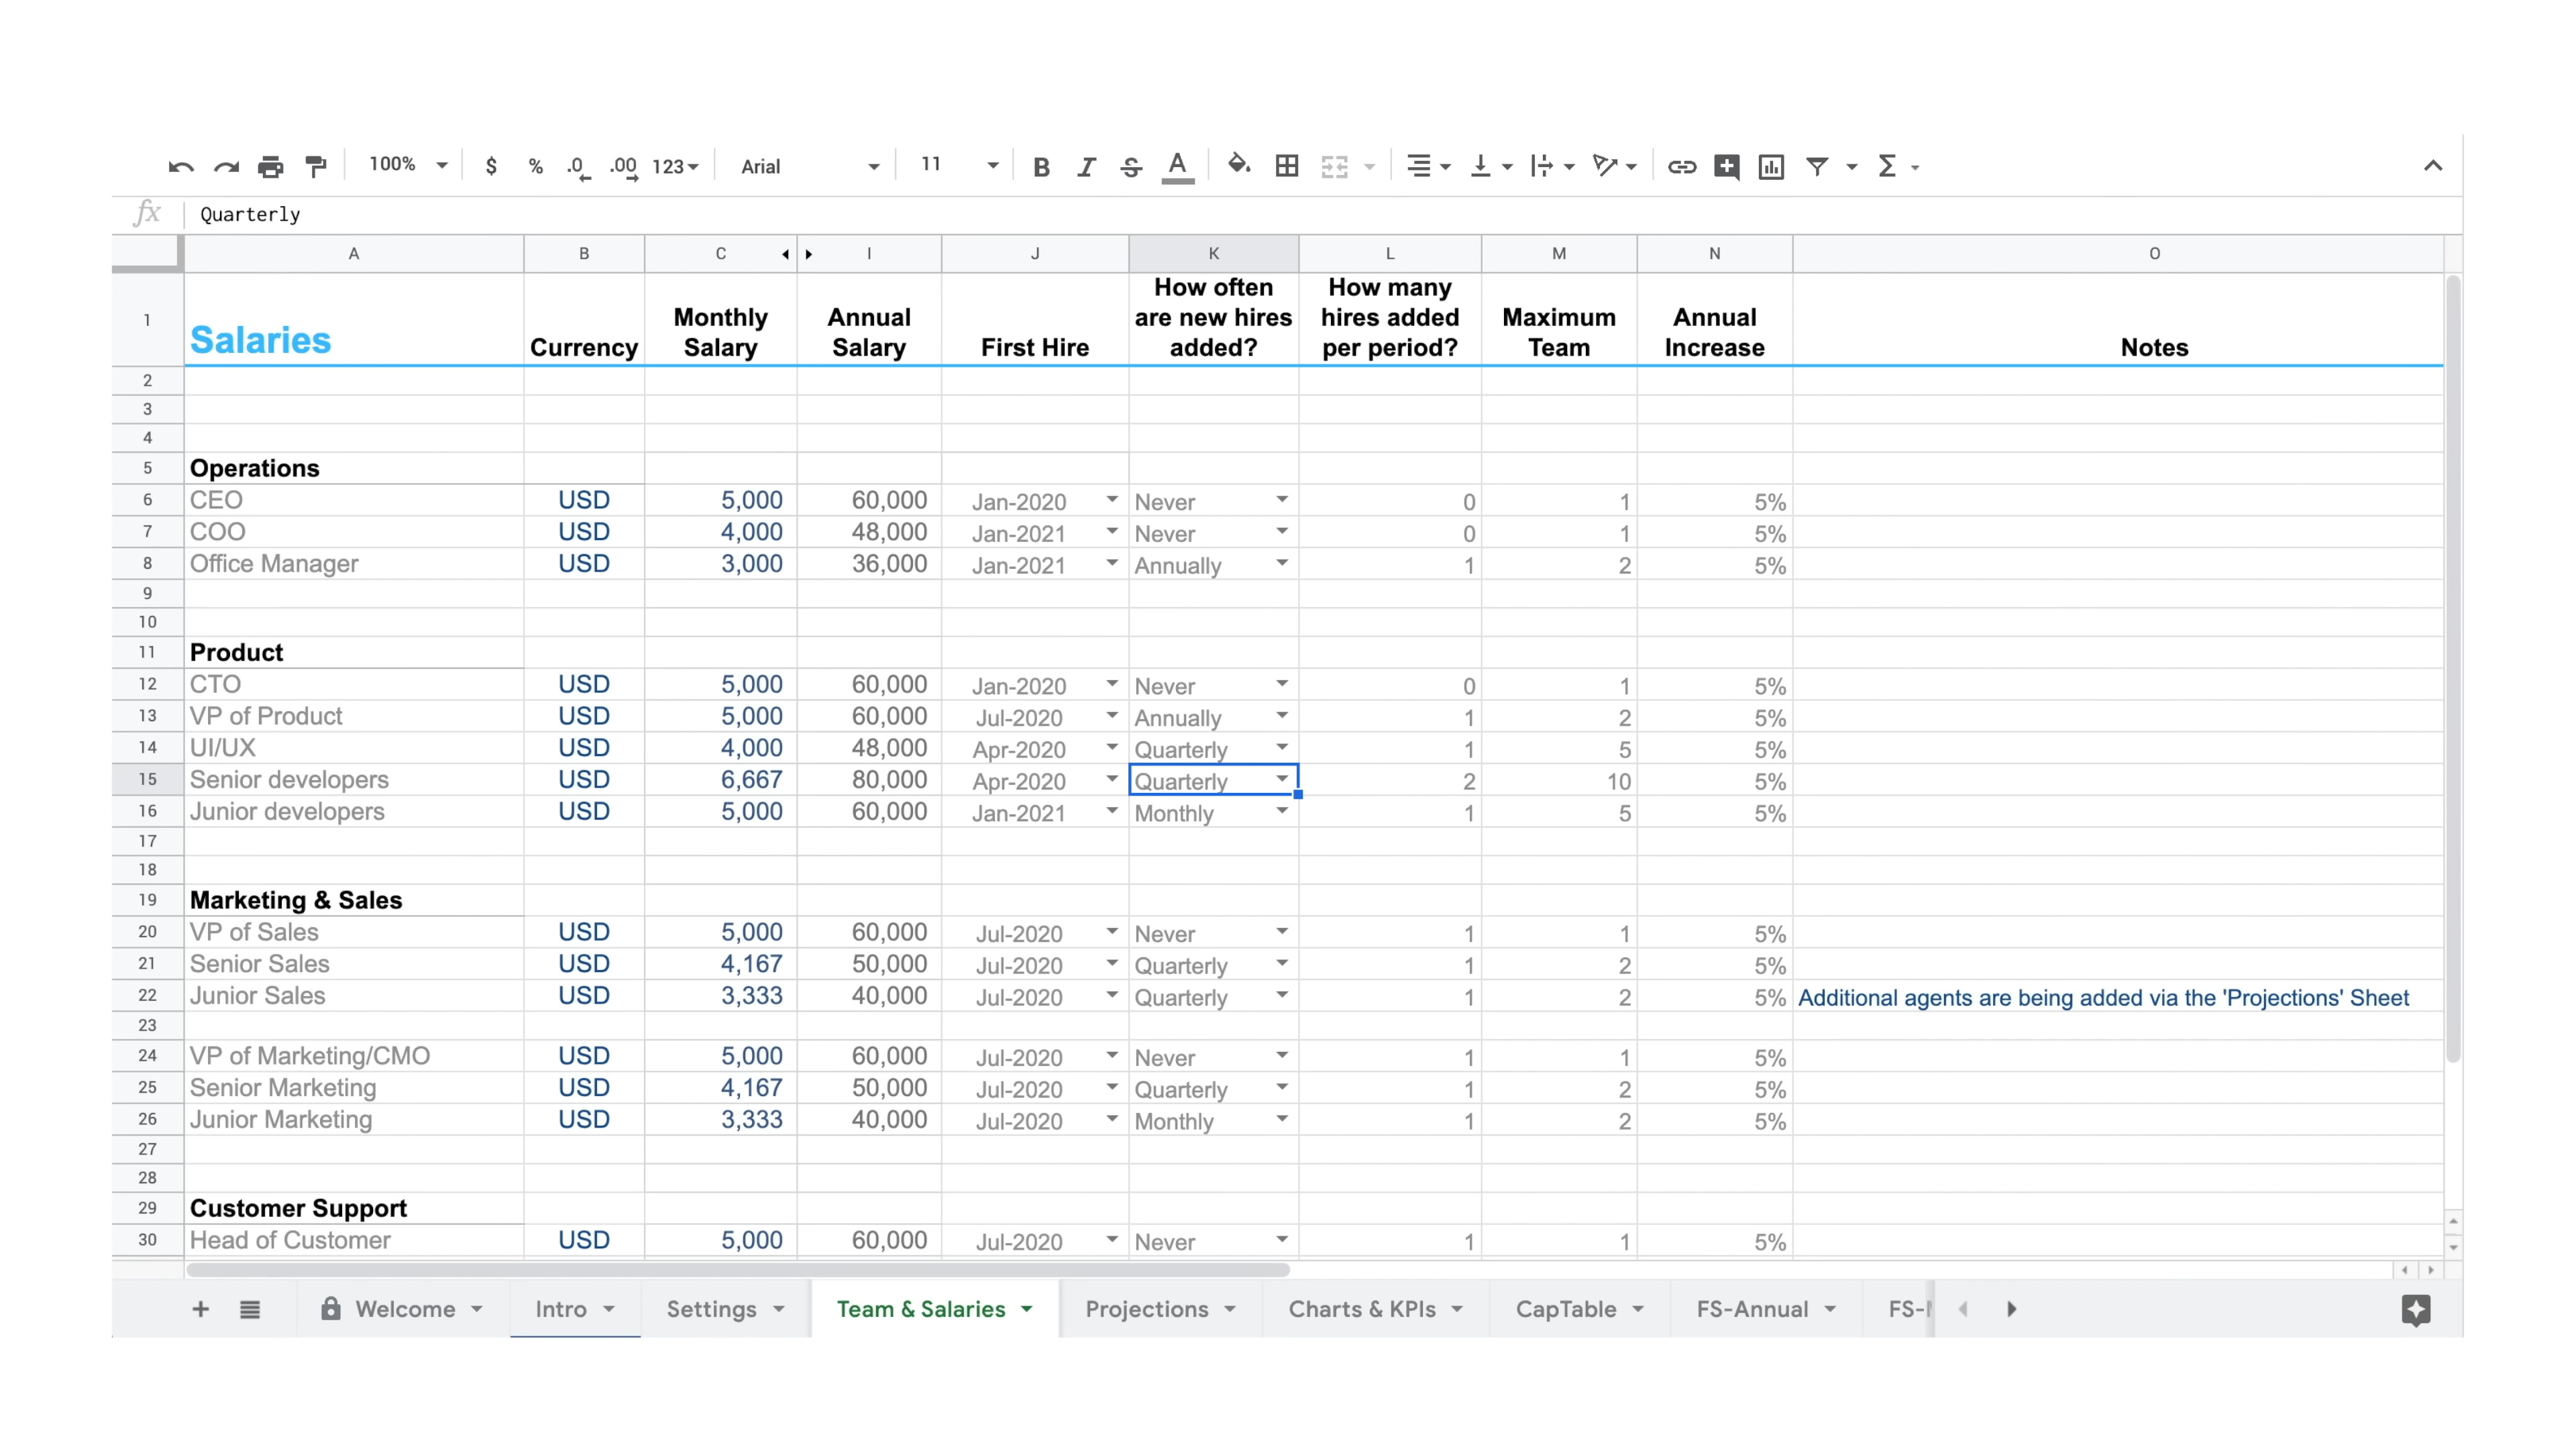 100% $ % .0 .00 123 Arial 11 B I S A Σ
fx Quarterly
A B C I J K L M N O
1 Salaries Currency Monthly Salary Annual Salary First Hire How often are new hires added? How many hires added per period? Maximum Team Annual Increase Notes
2
3
4
5 Operations
6 CEO USD 5,000 60,000 Jan-2020 Never 0 1 5%
7 COO USD 4,000 48,000 Jan-2021 Never 0 1 5%
8 Office Manager USD 3,000 36,000 Jan-2021 Annually 1 2 5%
9
10
11 Product
12 CTO USD 5,000 60,000 Jan-2020 Never 0 1 5%
13 VP of Product USD 5,000 60,000 Jul-2020 Annually 1 2 5%
14 UI/UX USD 4,000 48,000 Apr-2020 Quarterly 1 5 5%
15 Senior developers USD 6,667 80,000 Apr-2020 Quarterly 2 10 5%
16 Junior developers USD 5,000 60,000 Jan-2021 Monthly 1 5 5%
17
18
19 Marketing & Sales
20 VP of Sales USD 5,000 60,000 Jul-2020 Never 1 1 5%
21 Senior Sales USD 4,167 50,000 Jul-2020 Quarterly 1 2 5%
22 Junior Sales USD 3,333 40,000 Jul-2020 Quarterly 1 2 5% Additional agents are being added via the 'Projections' Sheet
23
24 VP of Marketing/CMO USD 5,000 60,000 Jul-2020 Never 1 1 5%
25 Senior Marketing USD 4,167 50,000 Jul-2020 Quarterly 1 2 5%
26 Junior Marketing USD 3,333 40,000 Jul-2020 Monthly 1 2 5%
27
28
29 Customer Support
30 Head of Customer USD 5,000 60,000 Jul-2020 Never 1 1 5%
Welcome Intro Settings Team & Salaries Projections Charts & KPIs CapTable FS-Annual